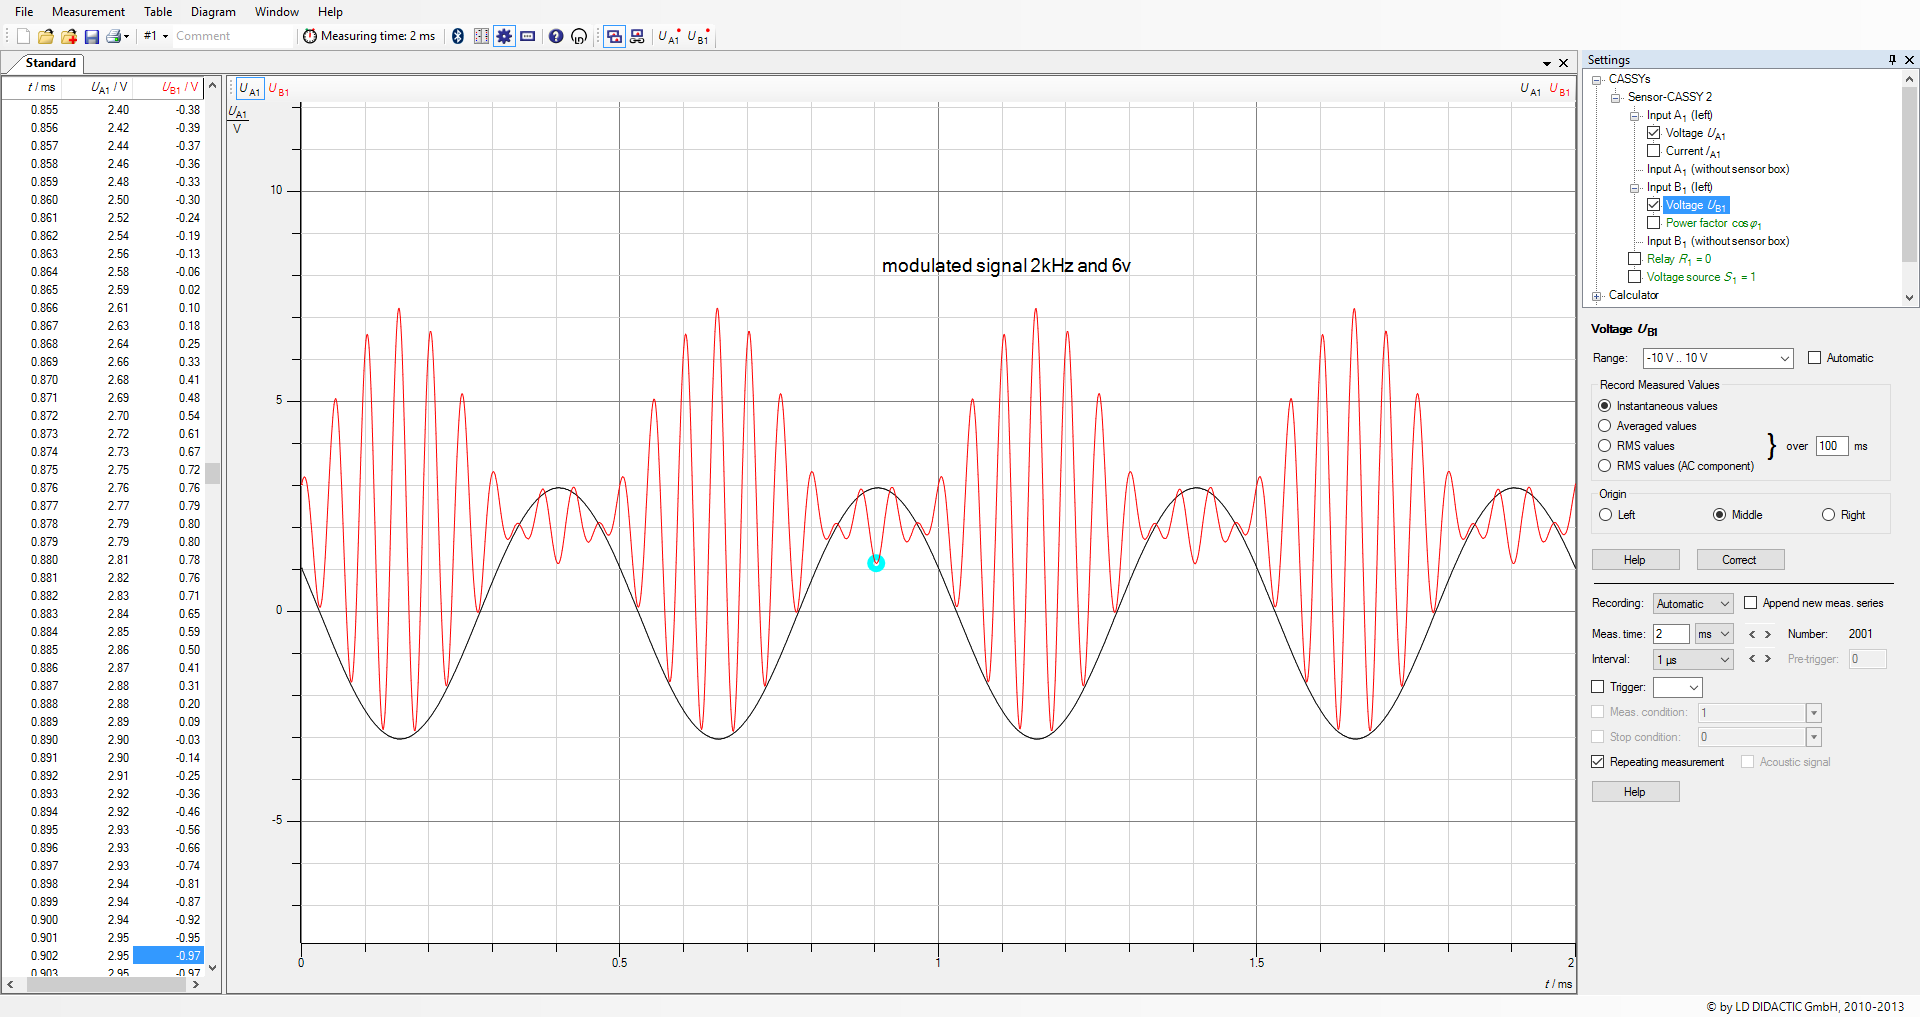 File Measurement Table Diagram Window Help
#1 Comment Measuring time: 2 ms UA1 UB1
Standard
t / ms UA1 / V UB1 / V
0.855 2.40 -0.38
0.856 2.42 -0.39
0.857 2.44 -0.37
0.858 2.46 -0.36
0.859 2.48 -0.33
0.860 2.50 -0.30
0.861 2.52 -0.24
0.862 2.54 -0.19
0.863 2.56 -0.13
0.864 2.58 -0.06
0.865 2.59 0.02
0.866 2.61 0.10
0.867 2.63 0.18
0.868 2.64 0.25
0.869 2.66 0.33
0.870 2.68 0.41
0.871 2.69 0.48
0.872 2.70 0.54
0.873 2.72 0.61
0.874 2.73 0.67
0.875 2.75 0.72
0.876 2.76 0.76
0.877 2.77 0.79
0.878 2.79 0.80
0.879 2.79 0.80
0.880 2.81 0.78
0.881 2.82 0.76
0.882 2.83 0.71
0.883 2.84 0.65
0.884 2.85 0.59
0.885 2.86 0.50
0.886 2.87 0.41
0.887 2.88 0.31
0.888 2.88 0.20
0.889 2.89 0.09
0.890 2.90 -0.03
0.891 2.90 -0.14
0.892 2.91 -0.25
0.893 2.92 -0.36
0.894 2.92 -0.46
0.895 2.93 -0.56
0.896 2.93 -0.66
0.897 2.93 -0.74
0.898 2.94 -0.81
0.899 2.94 -0.87
0.900 2.94 -0.92
0.901 2.95 -0.95
0.902 2.95 -0.97
0.903 2.95 -0.97
UA1 UB1 UA1 UB1
UA1
V
10
modulated signal 2kHz and 6v
5
0
-5
0 0.5 1 1.5 2
t / ms
Settings
CASSYs
Sensor-CASSY 2
Input A1 (left)
Voltage UA1
Current IA1
Input A1 (without sensor box)
Input B1 (left)
Voltage UB1
Power factor cosφ1
Input B1 (without sensor box)
Relay R1 = 0
Voltage source S1 = 1
Calculator
Voltage UB1
Range: -10 V .. 10 V Automatic
Record Measured Values
Instantaneous values
Averaged values
RMS values } over 100 ms
RMS values (AC component)
Origin
Left Middle Right
Help Correct
Recording: Automatic Append new meas. series
Meas. time: 2 ms < > Number: 2001
Interval: 1 µs < > Pre-trigger: 0
Trigger:
Meas. condition: 1
Stop condition: 0
Repeating measurement Acoustic signal
Help
© by LD DIDACTIC GmbH, 2010-2013